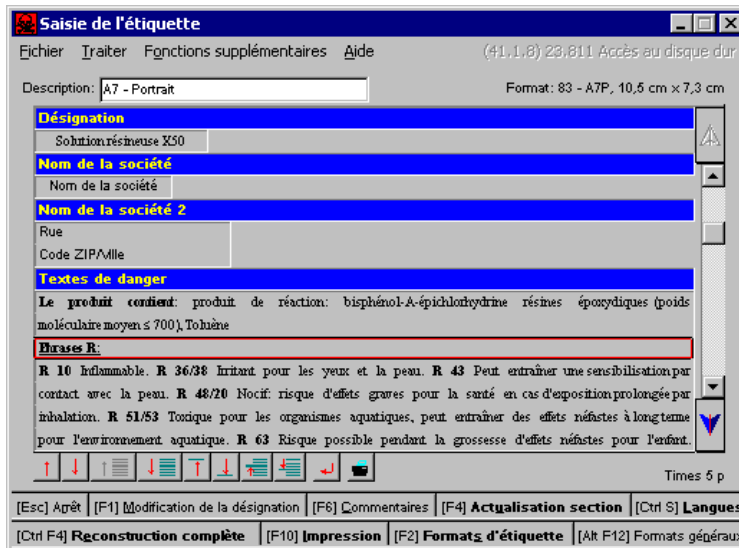 Saisie de l'étiquette
Fichier Traiter Fonctions supplémentaires Aide (41,1,8) 23,811 Accès au disque dur
Description: A7 - Portrait Format: 83 - A7P, 10,5 cm x 7,3 cm
Désignation
Solution résineuse X50
Nom de la société
Nom de la société
Nom de la société 2
Rue
Code ZIP/Ville
Textes de danger
Le produit contient: produit de réaction: bisphénol-A-épichlorhydrine résines époxydiques (poids
moléculaire moyen ≤ 700), Toluène
Phrases R:
R 10 Inflammable. R 36/38 Irritant pour les yeux et la peau. R 43 Peut entraîner une sensibilisation par
contact avec la peau. R 48/20 Nocif: risque d'effets graves pour la santé en cas d'exposition prolongée par
inhalation. R 51/53 Toxique pour les organismes aquatiques, peut entraîner des effets néfastes à long terme
pour l'environnement aquatique. R 63 Risque possible pendant la grossesse d'effets néfastes pour l'enfant.
Times 5 p
[Esc] Arrêt [F1] Modification de la désignation [F6] Commentaires [F4] Actualisation section [Ctrl S] Langues
[Ctrl F4] Reconstruction complète [F10] Impression [F2] Formats d'étiquette [Alt F12] Formats généraux